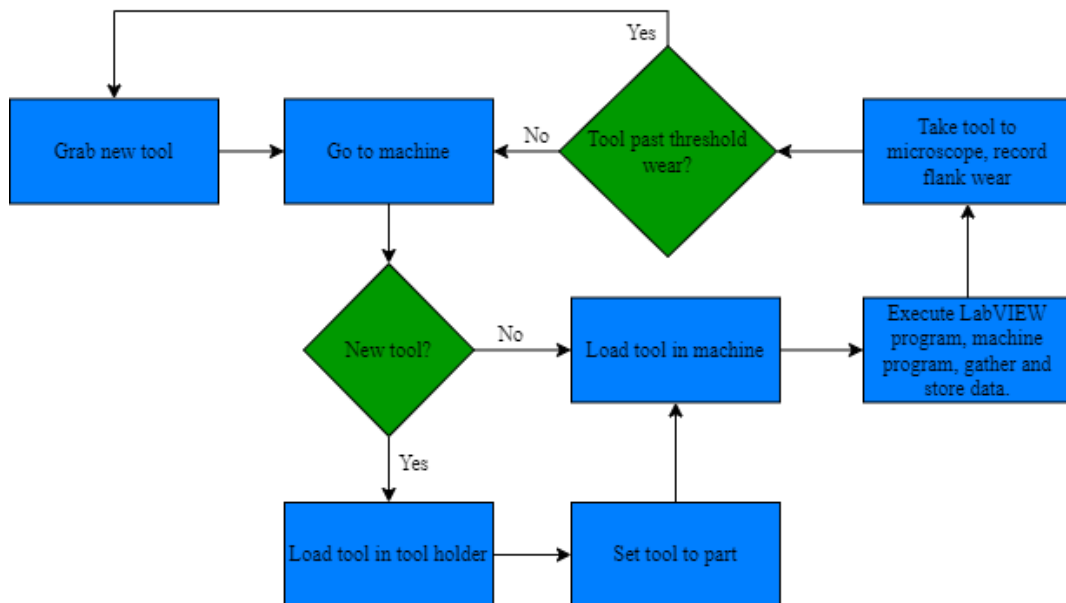 Yes
Grab new tool
Go to machine
No
Tool past threshold
wear?
Take tool to
microscope, record
flank wear
New tool?
No
Load tool in machine
Execute LabVIEW
program, machine
program, gather and
store data.
Yes
Load tool in tool holder
Set tool to part